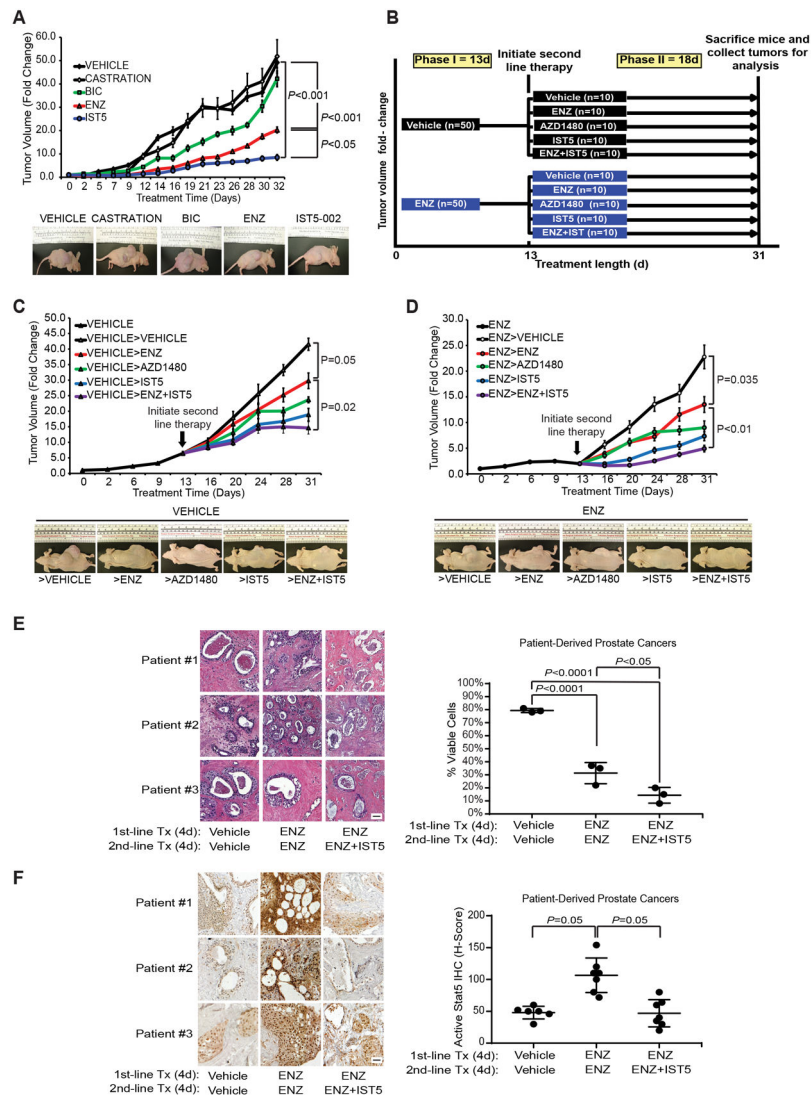 A
Tumor Volume (Fold Change)
60.0
50.0
40.0
30.0
20.0
10.0
0.0
VEHICLE
CASTRATION
BIC
ENZ
IST5
P<0.001
P<0.001
P<0.05
0 2 5 7 9 12 14 16 19 21 23 26 28 30 32
Treatment Time (Days)
VEHICLE CASTRATION BIC ENZ IST5-002
B
Phase I = 13d
Initiate second
line therapy
Phase II = 18d
Sacrifice mice and
collect tumors for
analysis
Tumor volume fold- change
Vehicle (n=50)
Vehicle (n=10)
ENZ (n=10)
AZD1480 (n=10)
IST5 (n=10)
ENZ+IST5 (n=10)
ENZ (n=50)
Vehicle (n=10)
ENZ (n=10)
AZD1480 (n=10)
IST5 (n=10)
ENZ+IST (n=10)
0 13 31
Treatment length (d)
C
Tumor Volume (Fold Change)
50.0
45.0
40.0
35.0
30.0
25.0
20.0
15.0
10.0
5.0
0.0
VEHICLE
VEHICLE>VEHICLE
VEHICLE>ENZ
VEHICLE>AZD1480
VEHICLE>IST5
VEHICLE>ENZ+IST5
Initiate second
line therapy
P=0.05
P=0.02
0 2 6 9 13 16 20 24 28 31
Treatment Time (Days)
VEHICLE
>VEHICLE >ENZ >AZD1480 >IST5 >ENZ+IST5
D
Tumor Volume (Fold Change)
30.0
25.0
20.0
15.0
10.0
5.0
0.0
ENZ
ENZ>VEHICLE
ENZ>ENZ
ENZ>AZD1480
ENZ>IST5
ENZ>ENZ+IST5
Initiate second
line therapy
P=0.035
P<0.01
0 2 6 9 13 16 20 24 28 31
Treatment Time (Days)
ENZ
>VEHICLE >ENZ >AZD1480 >IST5 >ENZ+IST5
E
Patient #1
Patient #2
Patient #3
1st-line Tx (4d): Vehicle ENZ ENZ
2nd-line Tx (4d): Vehicle ENZ ENZ+IST5
Patient-Derived Prostate Cancers
P<0.05
P<0.0001
P<0.0001
% Viable Cells
100%
90%
80%
70%
60%
50%
40%
30%
20%
10%
0%
1st-line Tx (4d): Vehicle ENZ ENZ
2nd-line Tx (4d): Vehicle ENZ ENZ+IST5
F
Patient #1
Patient #2
Patient #3
1st-line Tx (4d): Vehicle ENZ ENZ
2nd-line Tx (4d): Vehicle ENZ ENZ+IST5
Patient-Derived Prostate Cancers
P=0.05 P=0.05
Active Stat5 IHC (H-Score)
200
150
100
50
0
1st-line Tx (4d): Vehicle ENZ ENZ
2nd-line Tx (4d): Vehicle ENZ ENZ+IST5